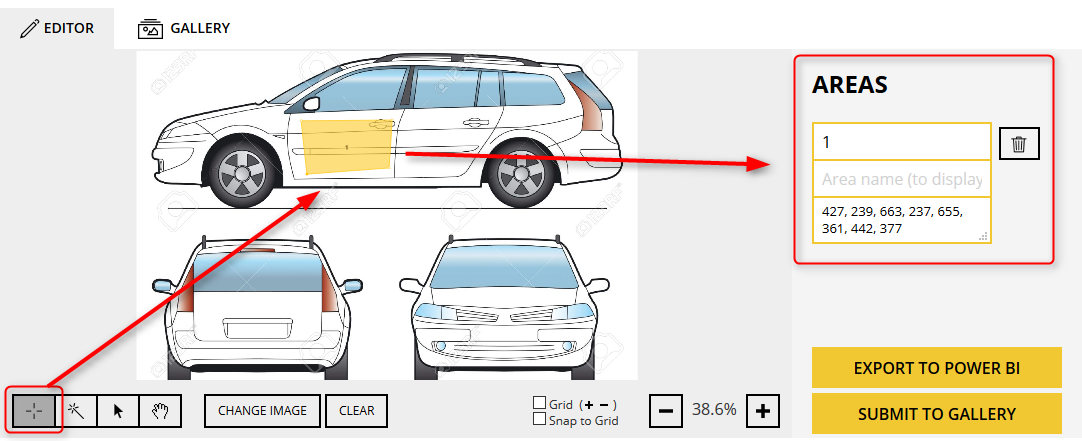 EDITOR
GALLERY
AREAS
1
Area name (to display
427, 239, 663, 237, 655,
361, 442, 377
1
EXPORT TO POWER BI
SUBMIT TO GALLERY
CHANGE IMAGE
CLEAR
Grid (+ −)
Snap to Grid
38.6%